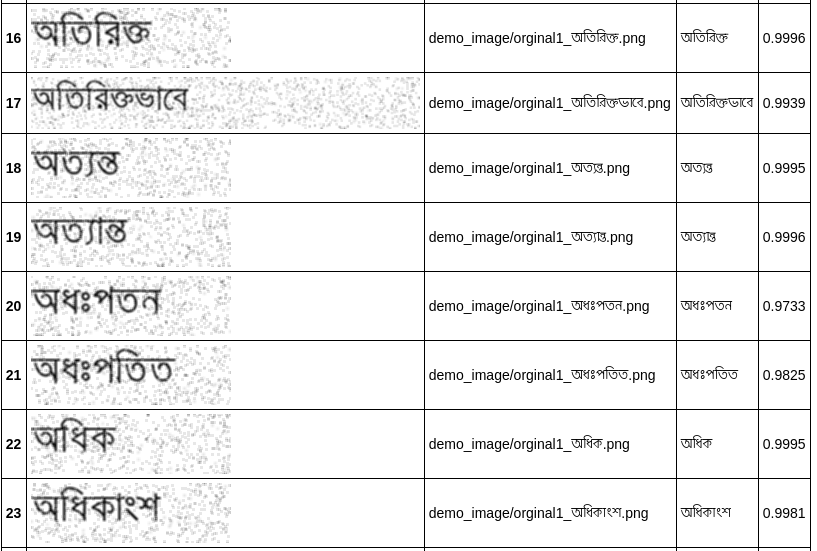 16 অতিরিক্ত demo_image/orginal1_অতিরিক্ত.png অতিরিক্ত 0.9996
17 অতিরিক্তভাবে demo_image/orginal1_অতিরিক্তভাবে.png অতিরিক্তভাবে 0.9939
18 অত্যন্ত demo_image/orginal1_অত্যন্ত.png অত্যন্ত 0.9995
19 অত্যান্ত demo_image/orginal1_অত্যান্ত.png অত্যান্ত 0.9996
20 অধঃপতন demo_image/orginal1_অধঃপতন.png অধঃপতন 0.9733
21 অধঃপতিত demo_image/orginal1_অধঃপতিত.png অধঃপতিত 0.9825
22 অধিক demo_image/orginal1_অধিক.png অধিক 0.9995
23 অধিকাংশ demo_image/orginal1_অধিকাংশ.png অধিকাংশ 0.9981